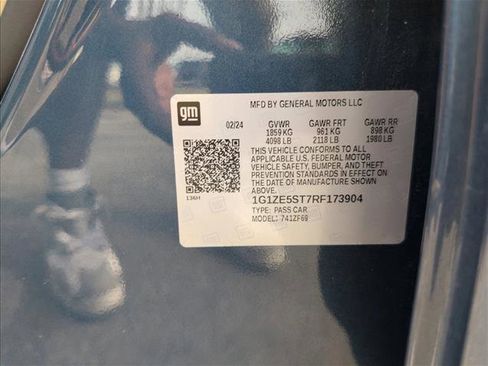 gm
MFD BY GENERAL MOTORS LLC
02/24 GVWR GAWR FRT GAWR RR
1859 KG 961 KG 898 KG
4098 LB 2118 LB 1980 LB
THIS VEHICLE CONFORMS TO ALL
APPLICABLE U.S. FEDERAL MOTOR
VEHICLE SAFETY, BUMPER, AND THEFT
PREVENTION STANDARDS IN EFFECT ON
THE DATE OF MANUFACTURE SHOWN
ABOVE.
136H
1G1ZE5ST7RF173904
TYPE: PASS CAR
MODEL: 741ZF69